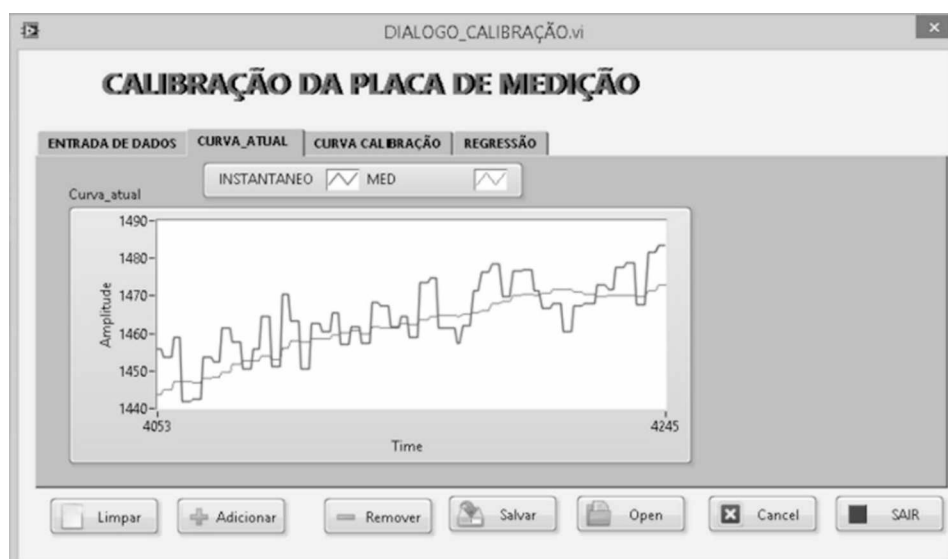 DIALOGO_CALIBRAÇÃO.vi
CALIBRAÇÃO DA PLACA DE MEDIÇÃO
ENTRADA DE DADOS CURVA_ATUAL CURVA CALIBRAÇÃO REGRESSÃO
INSTANTANEO MED
Curva_atual
1490
1480
1470
1460
1450
1440
Amplitude
4053 4245
Time
Limpar Adicionar Remover Salvar Open Cancel SAIR